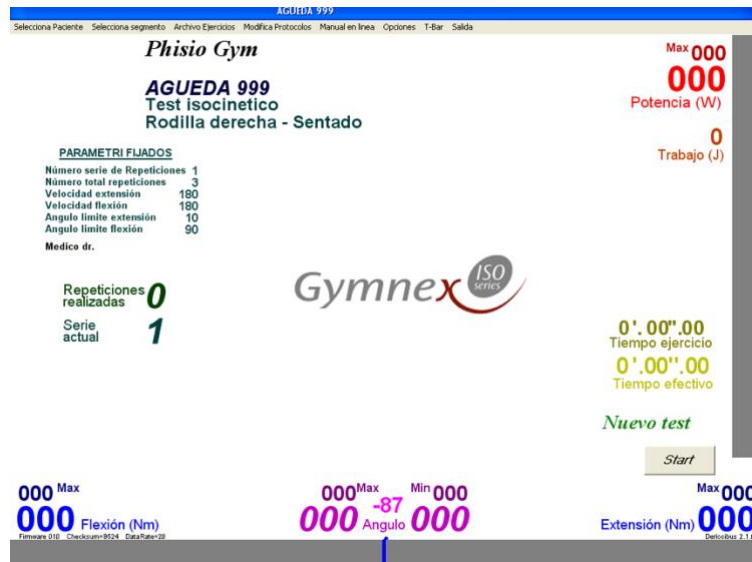 AGUEDA 999
Selecciona Paciente Selecciona segmento Archivo Ejercicios Modifica Protocolos Manual en linea Opciones T-Bar Salida
Phisio Gym
AGUEDA 999
Test isocinetico
Rodilla derecha - Sentado
Max 000
000
Potencia (W)
0
Trabajo (J)
PARAMETRI FIJADOS
Número serie de Repeticiones 1
Número total repeticiones 3
Velocidad extensión 180
Velocidad flexión 180
Angulo limite extensión 10
Angulo limite flexión 90
Medico dr.
Repeticiones realizadas 0
Serie actual 1
Gymnex ISO series
0'.00".00
Tiempo ejercicio
0'.00".00
Tiempo efectivo
Nuevo test
Start
000 Max
000 Flexión (Nm)
000 Max Min 000
-87
000 Angulo 000
Max 000
Extensión (Nm) 000
Firmware 010 Checksum=9524 DataRate=20